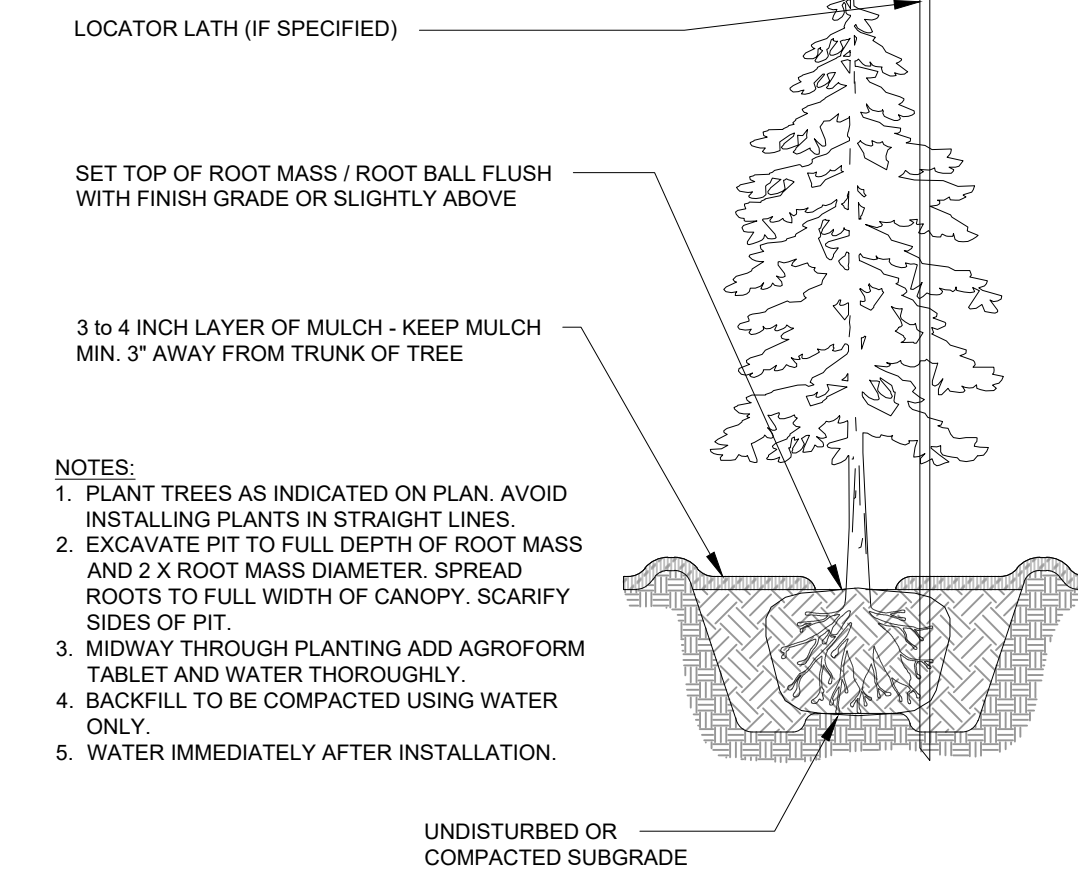 LOCATOR LATH (IF SPECIFIED)
SET TOP OF ROOT MASS / ROOT BALL FLUSH
WITH FINISH GRADE OR SLIGHTLY ABOVE
3 to 4 INCH LAYER OF MULCH - KEEP MULCH
MIN. 3" AWAY FROM TRUNK OF TREE
NOTES:
1. PLANT TREES AS INDICATED ON PLAN. AVOID
INSTALLING PLANTS IN STRAIGHT LINES.
2. EXCAVATE PIT TO FULL DEPTH OF ROOT MASS
AND 2 X ROOT MASS DIAMETER. SPREAD
ROOTS TO FULL WIDTH OF CANOPY. SCARIFY
SIDES OF PIT.
3. MIDWAY THROUGH PLANTING ADD AGROFORM
TABLET AND WATER THOROUGHLY.
4. BACKFILL TO BE COMPACTED USING WATER
ONLY.
5. WATER IMMEDIATELY AFTER INSTALLATION.
UNDISTURBED OR
COMPACTED SUBGRADE